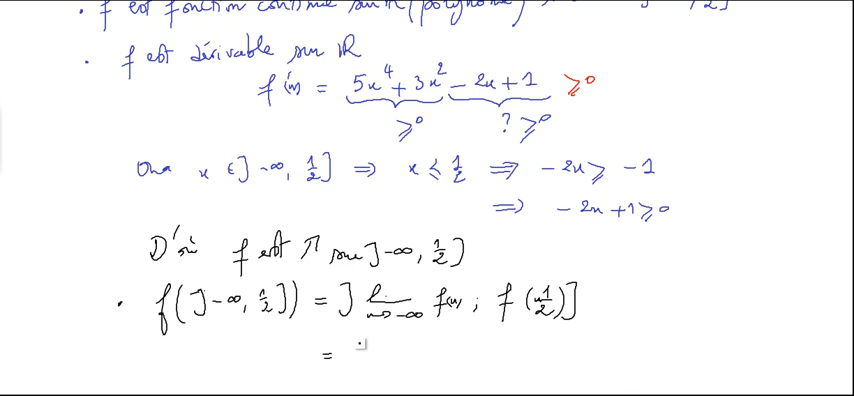 . f est fonction continue sur ℝ (polynôme)
. f est dérivable sur ℝ
f'(x) = 5x⁴ + 3x² - 2x + 1 ⩾ 0
⩾0 ? ⩾0
On a x ∈ ]-∞, 1/2] ⇒ x ⩽ 1/2 ⇒ -2x ⩾ -1
⇒ -2x + 1 ⩾ 0
D'où f est ↗ sur ]-∞, 1/2]
. f(]-∞, 1/2]) = ] lim x→-∞ f(x) ; f(1/2)]
=